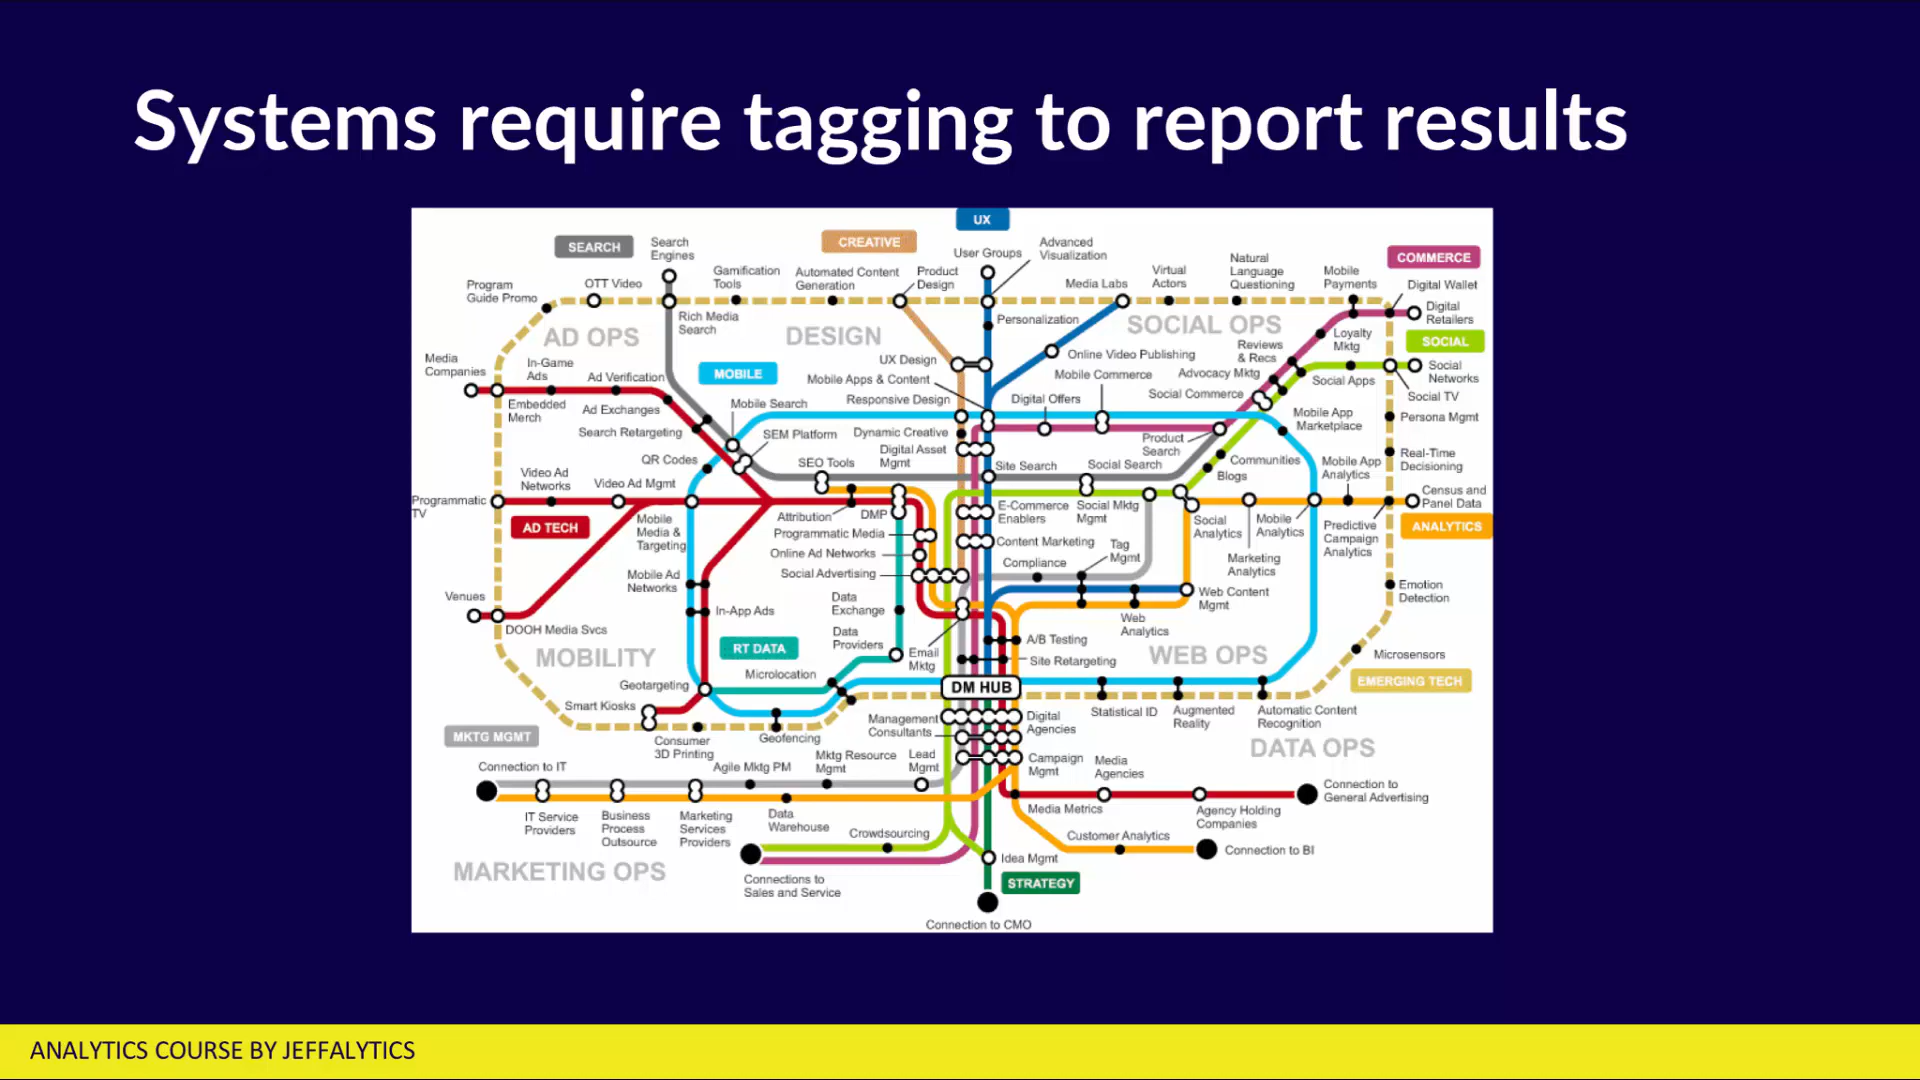 Systems require tagging to report results
UX
SEARCH
Search
Engines
CREATIVE
User Groups
Advanced
Visualization
COMMERCE
Program
Guide Promo
OTT Video
Gamification
Tools
Automated Content
Generation
Product
Design
Media Labs
Virtual
Actors
Natural
Language
Questioning
Mobile
Payments
Digital Wallet
Digital
Retailers
Rich Media
Search
Personalization
AD OPS
DESIGN
SOCIAL OPS
Loyalty
Mktg
SOCIAL
Media
Companies
In-Game
Ads
Ad Verification
MOBILE
UX Design
Online Video Publishing
Reviews
& Recs
Social
Networks
Mobile Apps & Content
Mobile Commerce
Advocacy Mktg
Social Apps
Social TV
Embedded
Merch
Ad Exchanges
Mobile Search
Responsive Design
Digital Offers
Social Commerce
Mobile App
Marketplace
Persona Mgmt
Search Retargeting
SEM Platform
Dynamic Creative
Digital Asset
Mgmt
Product
Search
Real-Time
Decisioning
QR Codes
SEO Tools
Site Search
Social Search
Communities
Blogs
Mobile App
Analytics
Video Ad
Networks
Video Ad Mgmt
Programmatic
TV
Census and
Panel Data
AD TECH
Mobile
Media &
Targeting
Attribution
DMP
E-Commerce
Enablers
Social Mktg
Mgmt
Social
Analytics
Mobile
Analytics
Predictive
Campaign
Analytics
ANALYTICS
Programmatic Media
Online Ad Networks
Content Marketing
Tag
Mgmt
Marketing
Analytics
Social Advertising
Compliance
Mobile Ad
Networks
Venues
In-App Ads
Data
Exchange
Web Content
Mgmt
Emotion
Detection
DOOH Media Svcs
Data
Providers
Web
Analytics
A/B Testing
RT DATA
Email
Mktg
Site Retargeting
WEB OPS
Microsensors
MOBILITY
Microlocation
EMERGING TECH
Geotargeting
DM HUB
Smart Kiosks
Management
Consultants
Digital
Agencies
Statistical ID
Augmented
Reality
Automatic Content
Recognition
MKTG MGMT
Consumer
3D Printing
Geofencing
DATA OPS
Connection to IT
Agile Mktg PM
Mktg Resource
Mgmt
Lead
Mgmt
Campaign
Mgmt
Media
Agencies
Connection to
General Advertising
IT Service
Providers
Business
Process
Outsource
Marketing
Services
Providers
Data
Warehouse
Crowdsourcing
Media Metrics
Agency Holding
Companies
Customer Analytics
Connection to BI
MARKETING OPS
Connections to
Sales and Service
Idea Mgmt
STRATEGY
Connection to CMO
ANALYTICS COURSE BY JEFFALYTICS